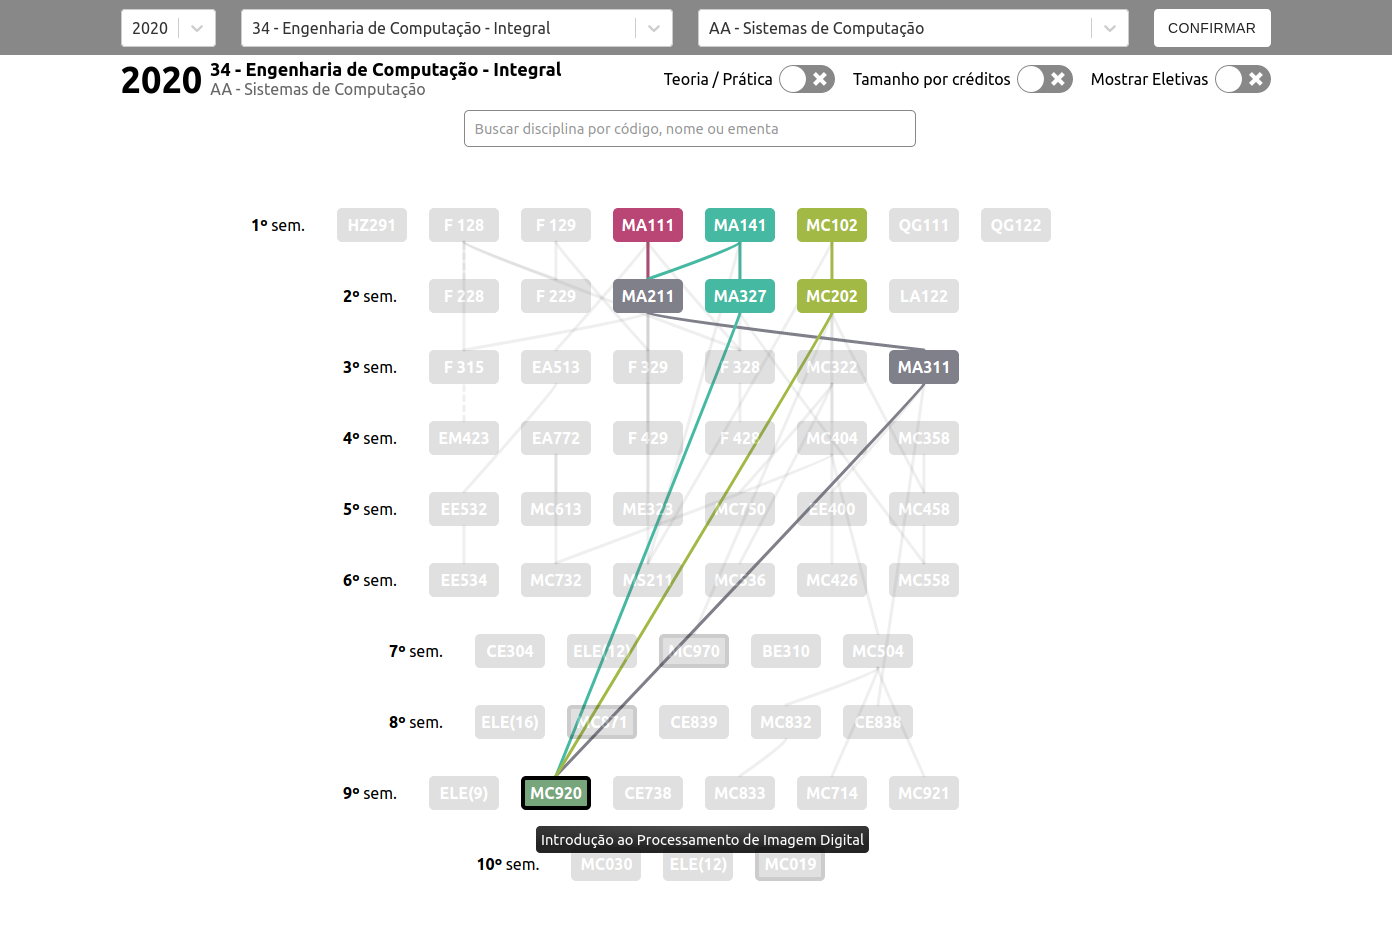 2020 34 - Engenharia de Computação - Integral AA - Sistemas de Computação CONFIRMAR
2020 34 - Engenharia de Computação - Integral
AA - Sistemas de Computação
Teoria / Prática Tamanho por créditos Mostrar Eletivas
Buscar disciplina por código, nome ou ementa
1º sem. HZ291 F 128 F 129 MA111 MA141 MC102 QG111 QG122
2º sem. F 228 F 229 MA211 MA327 MC202 LA122
3º sem. F 315 EA513 F 329 F 328 MC322 MA311
4º sem. EM423 EA772 F 429 F 428 MC404 MC358
5º sem. EE532 MC613 ME323 MC750 EE400 MC458
6º sem. EE534 MC732 MS211 MC536 MC426 MC558
7º sem. CE304 ELE(12) MC970 BE310 MC504
8º sem. ELE(16) MC871 CE839 MC832 CE838
9º sem. ELE(9) MC920 CE738 MC833 MC714 MC921
Introdução ao Processamento de Imagem Digital
10º sem. MC030 ELE(12) MC019